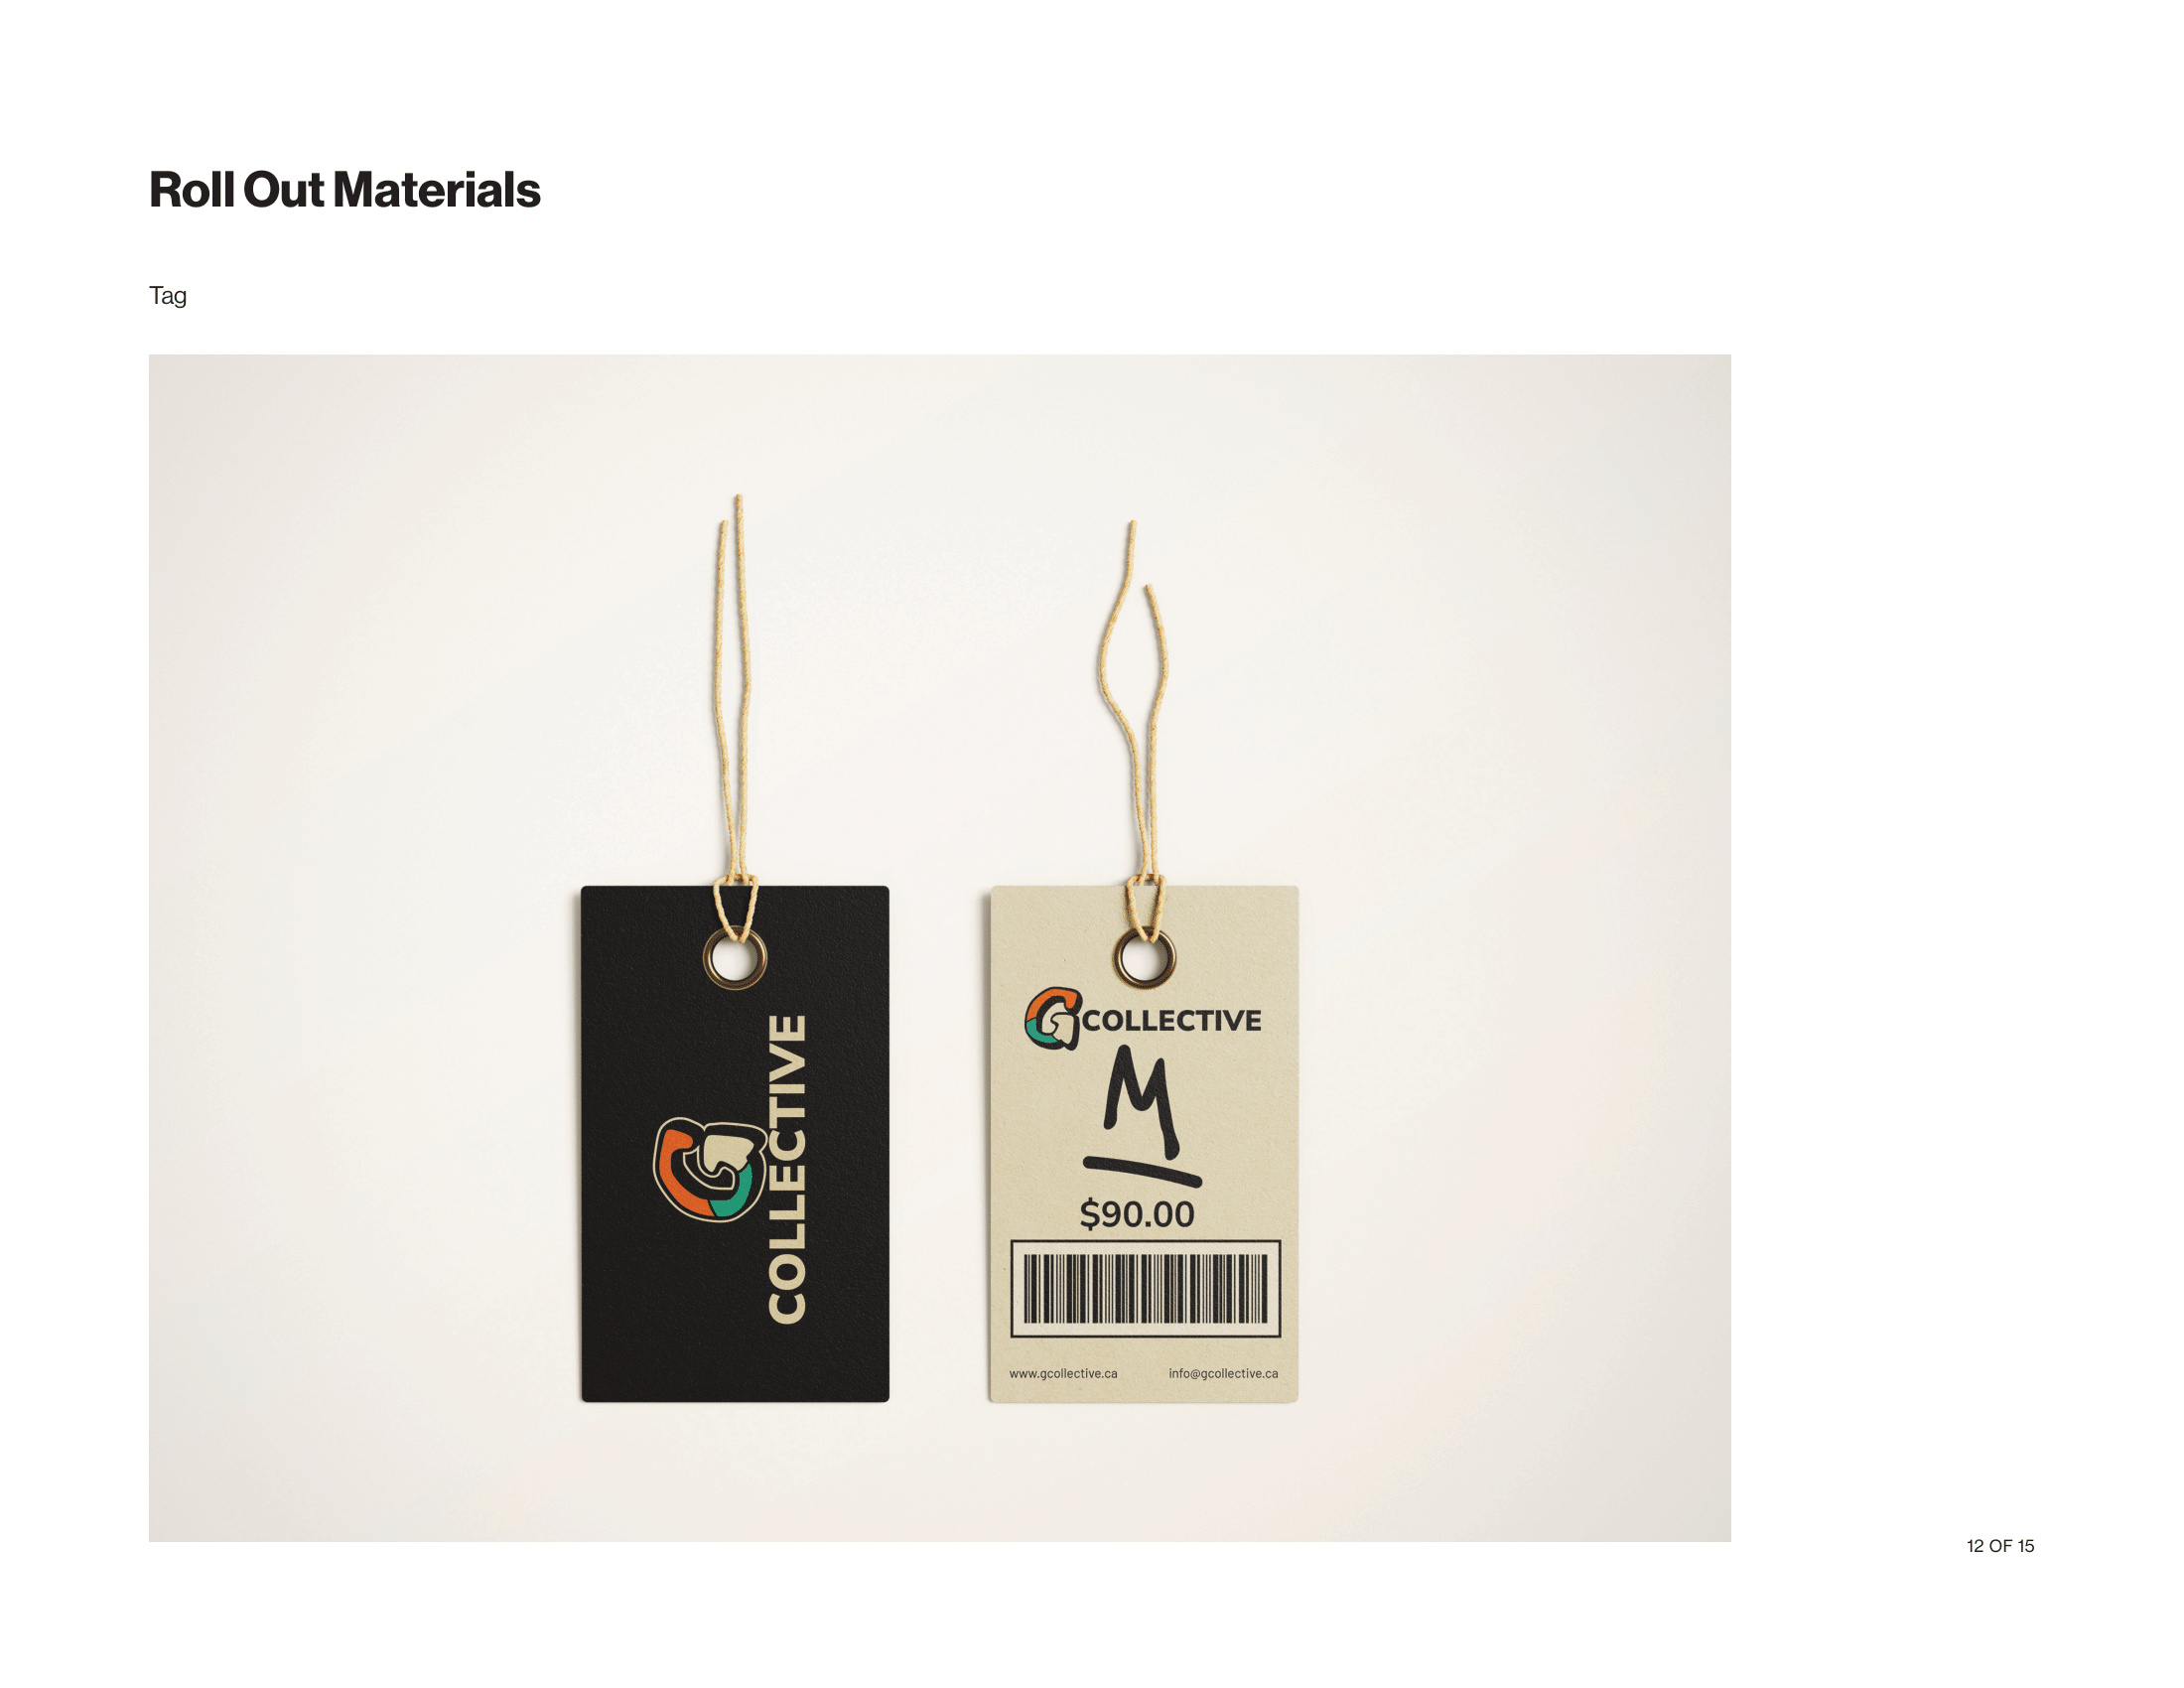 Roll Out Materials
Tag
G COLLECTIVE
G COLLECTIVE
M
$90.00
www.gcollective.ca info@gcollective.ca
12 OF 15